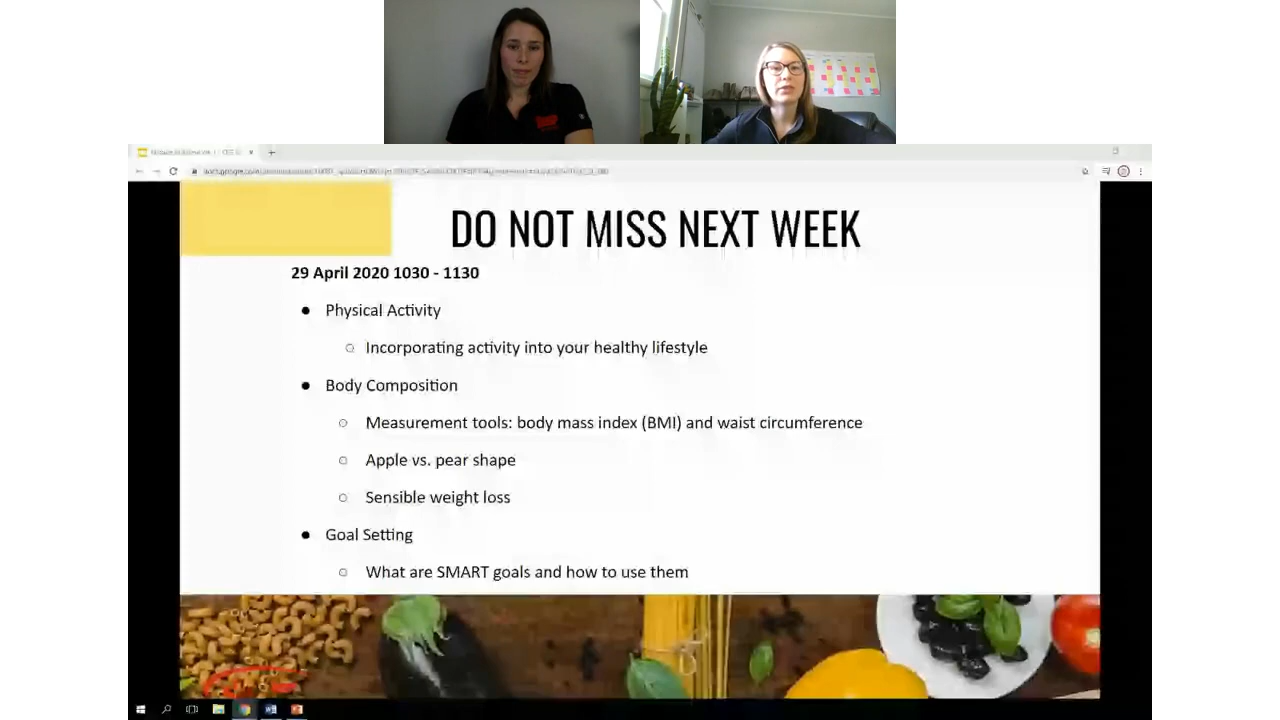 DO NOT MISS NEXT WEEK
29 April 2020 1030 - 1130
● Physical Activity
○ Incorporating activity into your healthy lifestyle
● Body Composition
○ Measurement tools: body mass index (BMI) and waist circumference
○ Apple vs. pear shape
○ Sensible weight loss
● Goal Setting
○ What are SMART goals and how to use them